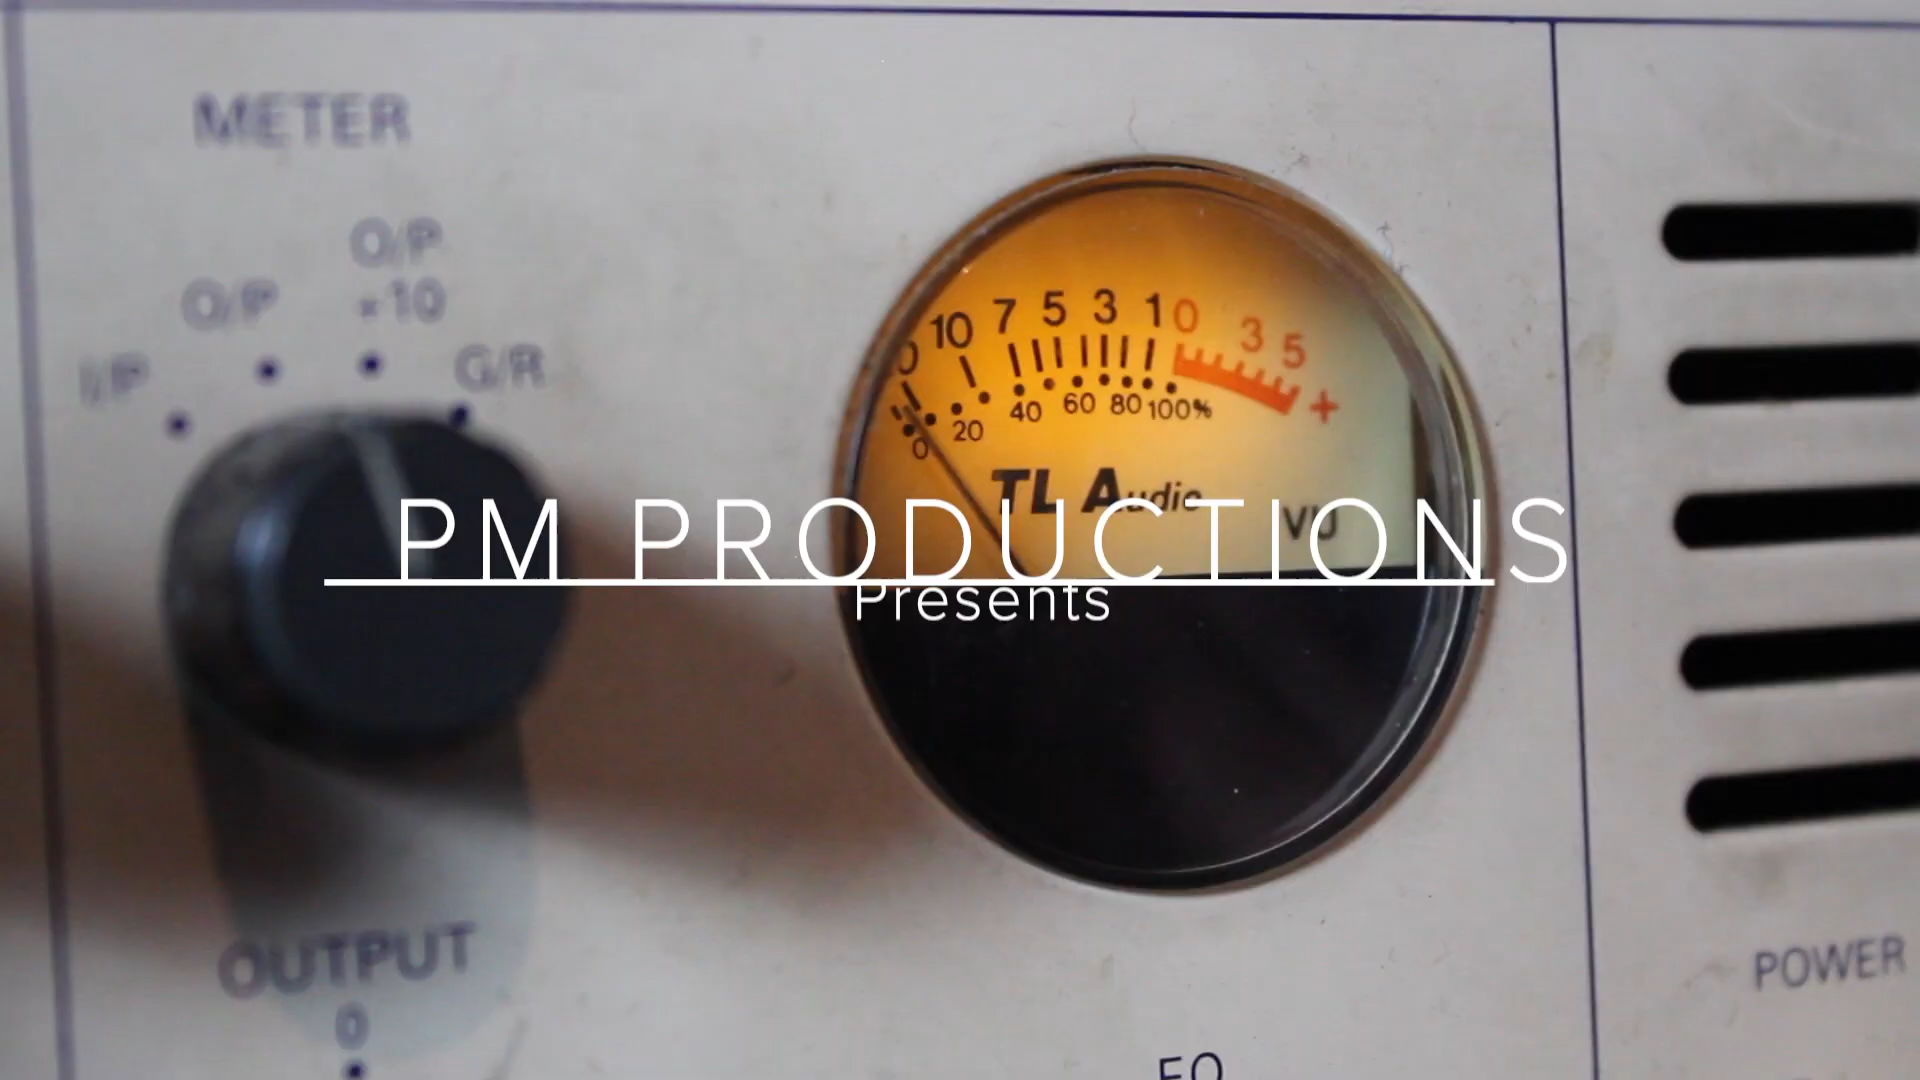 METER
O/P
O/P ×10
I/P G/R
10 7 5 3 1 0 3 5 +
0 20 40 60 80 100%
TL Audio
VU
PM PRODUCTIONS
Presents
OUTPUT
0
POWER
EQ